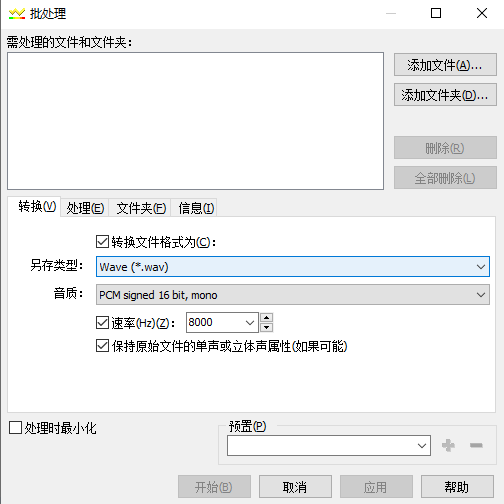 批处理
需处理的文件和文件夹：
添加文件(A)...
添加文件夹(D)...
删除(R)
全部删除(L)
转换(V) 处理(E) 文件夹(F) 信息(I)
转换文件格式为(C)：
另存类型： Wave (*.wav)
音质： PCM signed 16 bit, mono
速率(Hz)(Z)： 8000
保持原始文件的单声或立体声属性(如果可能)
处理时最小化
预置(P)
开始(B) 取消 应用 帮助